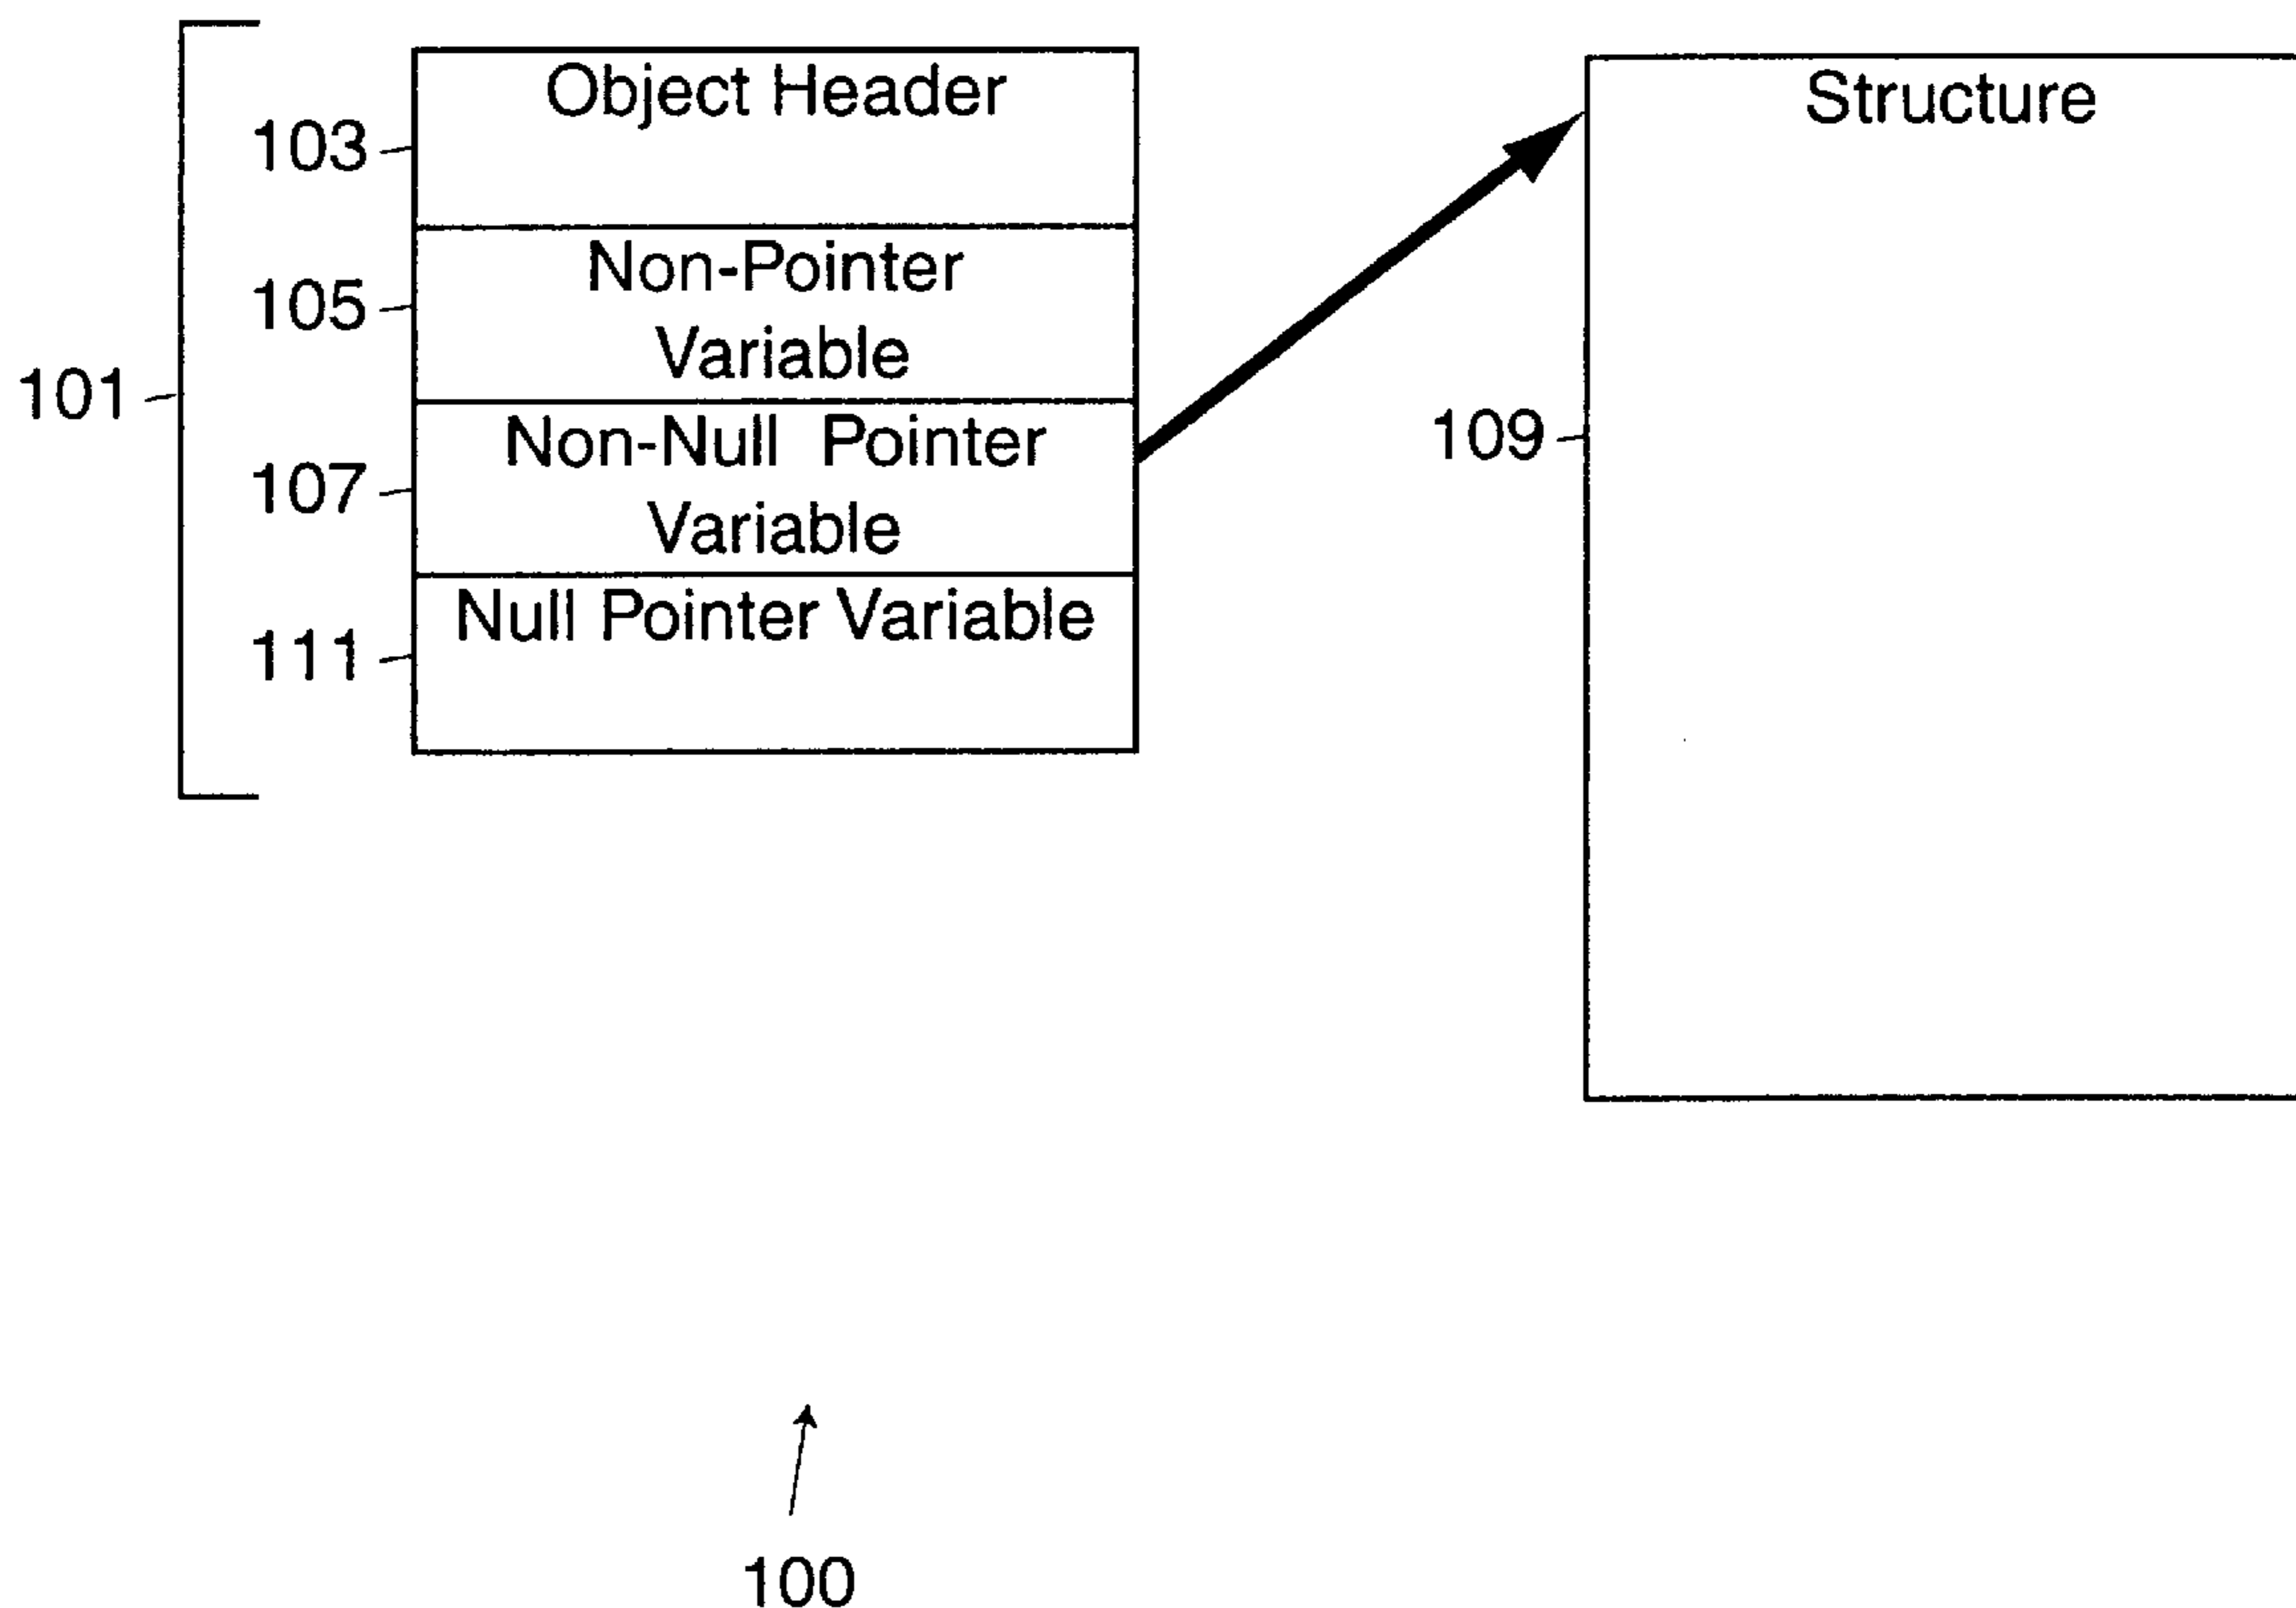 Object Header
103
Non-Pointer
Variable
105
101
Non-Null Pointer
Variable
107
Null Pointer Variable
111
Structure
109
100